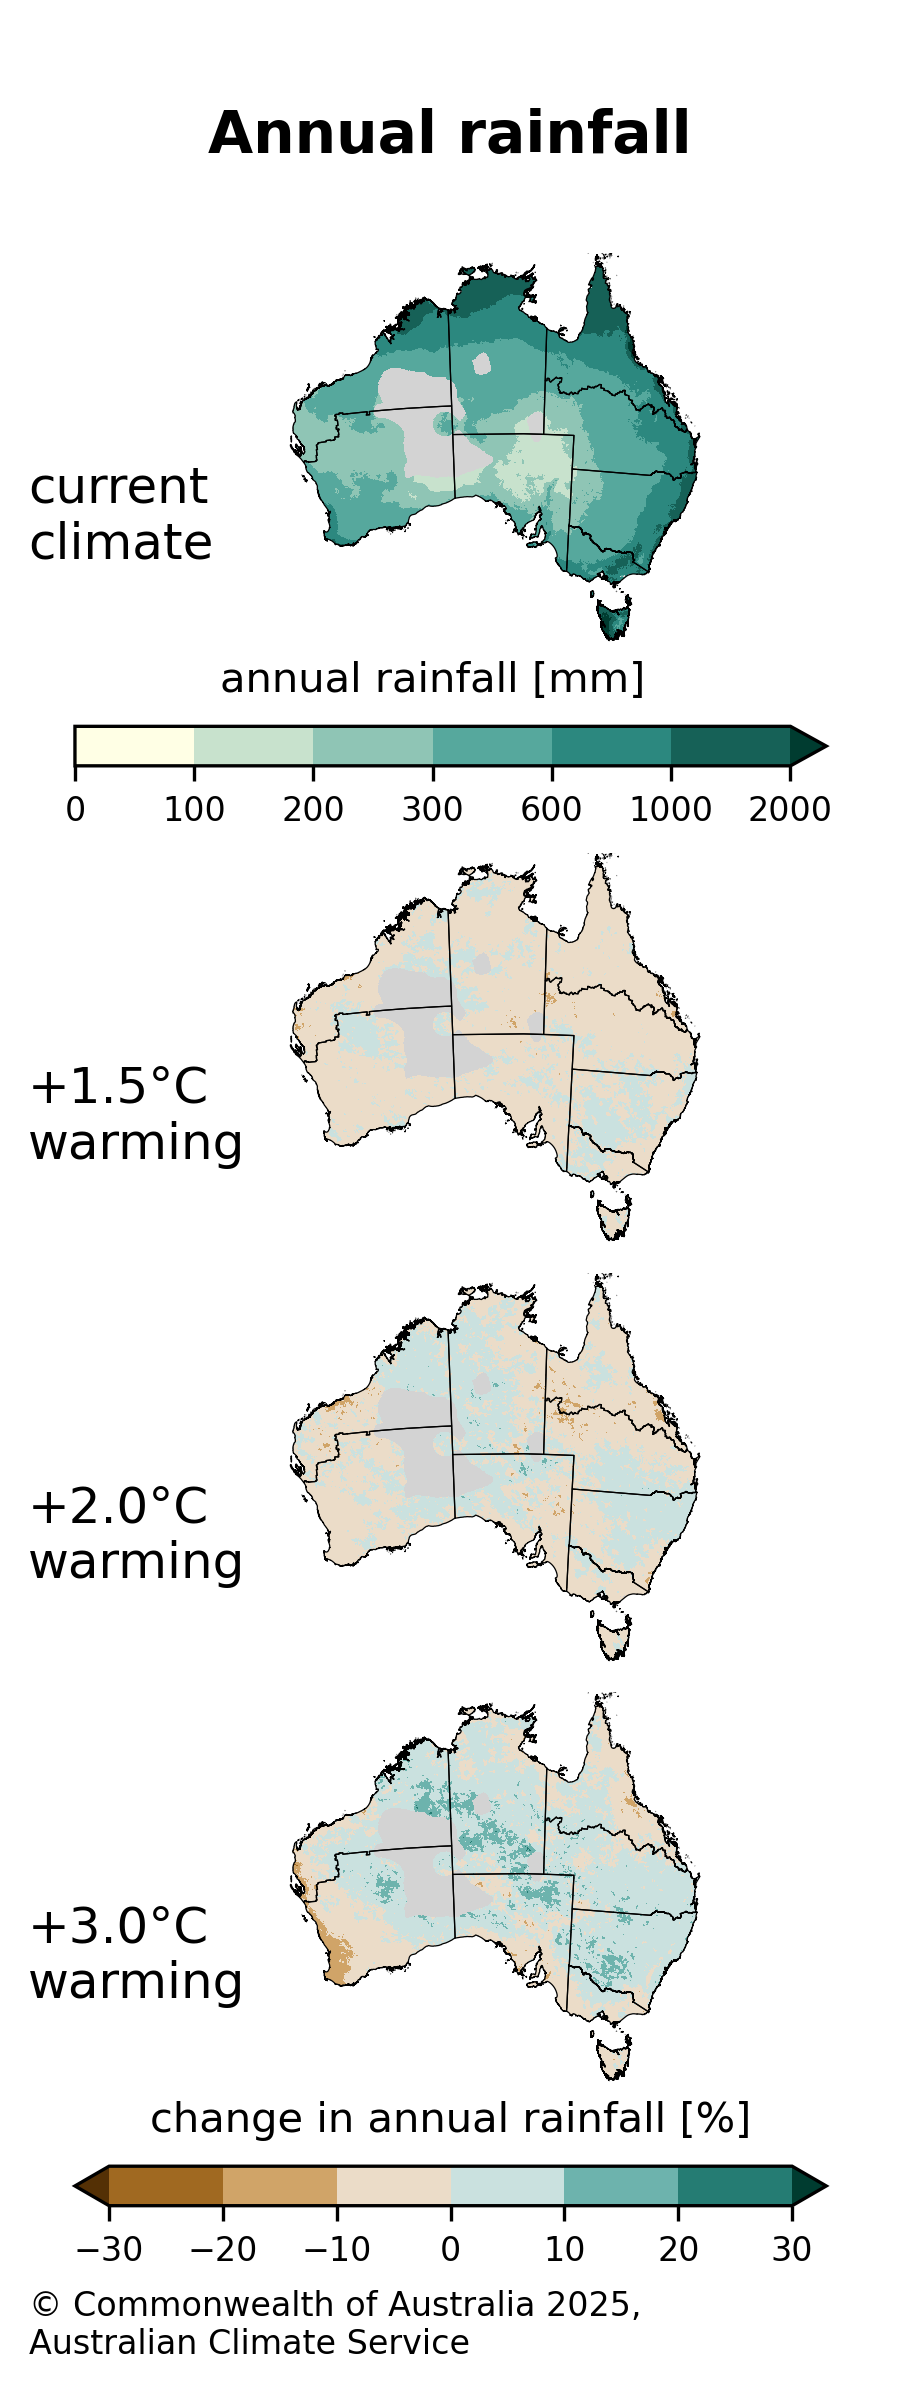 Annual rainfall
current
climate
annual rainfall [mm]
0 100 200 300 600 1000 2000
+1.5°C
warming
+2.0°C
warming
+3.0°C
warming
change in annual rainfall [%]
−30 −20 −10 0 10 20 30
© Commonwealth of Australia 2025,
Australian Climate Service